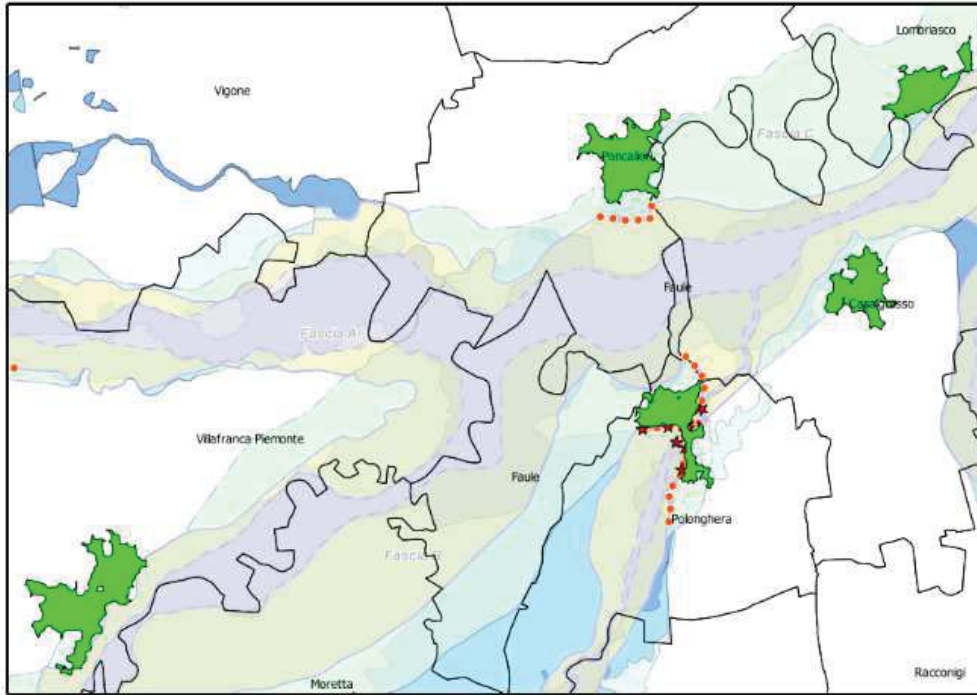 Lombriasco
Vigone
Fascia C
Pancalieri
Faule
Casalgrasso
Fascia A
Villafranca Piemonte
Faule
Polonghera
Fascia B
Racconigi
Moretta